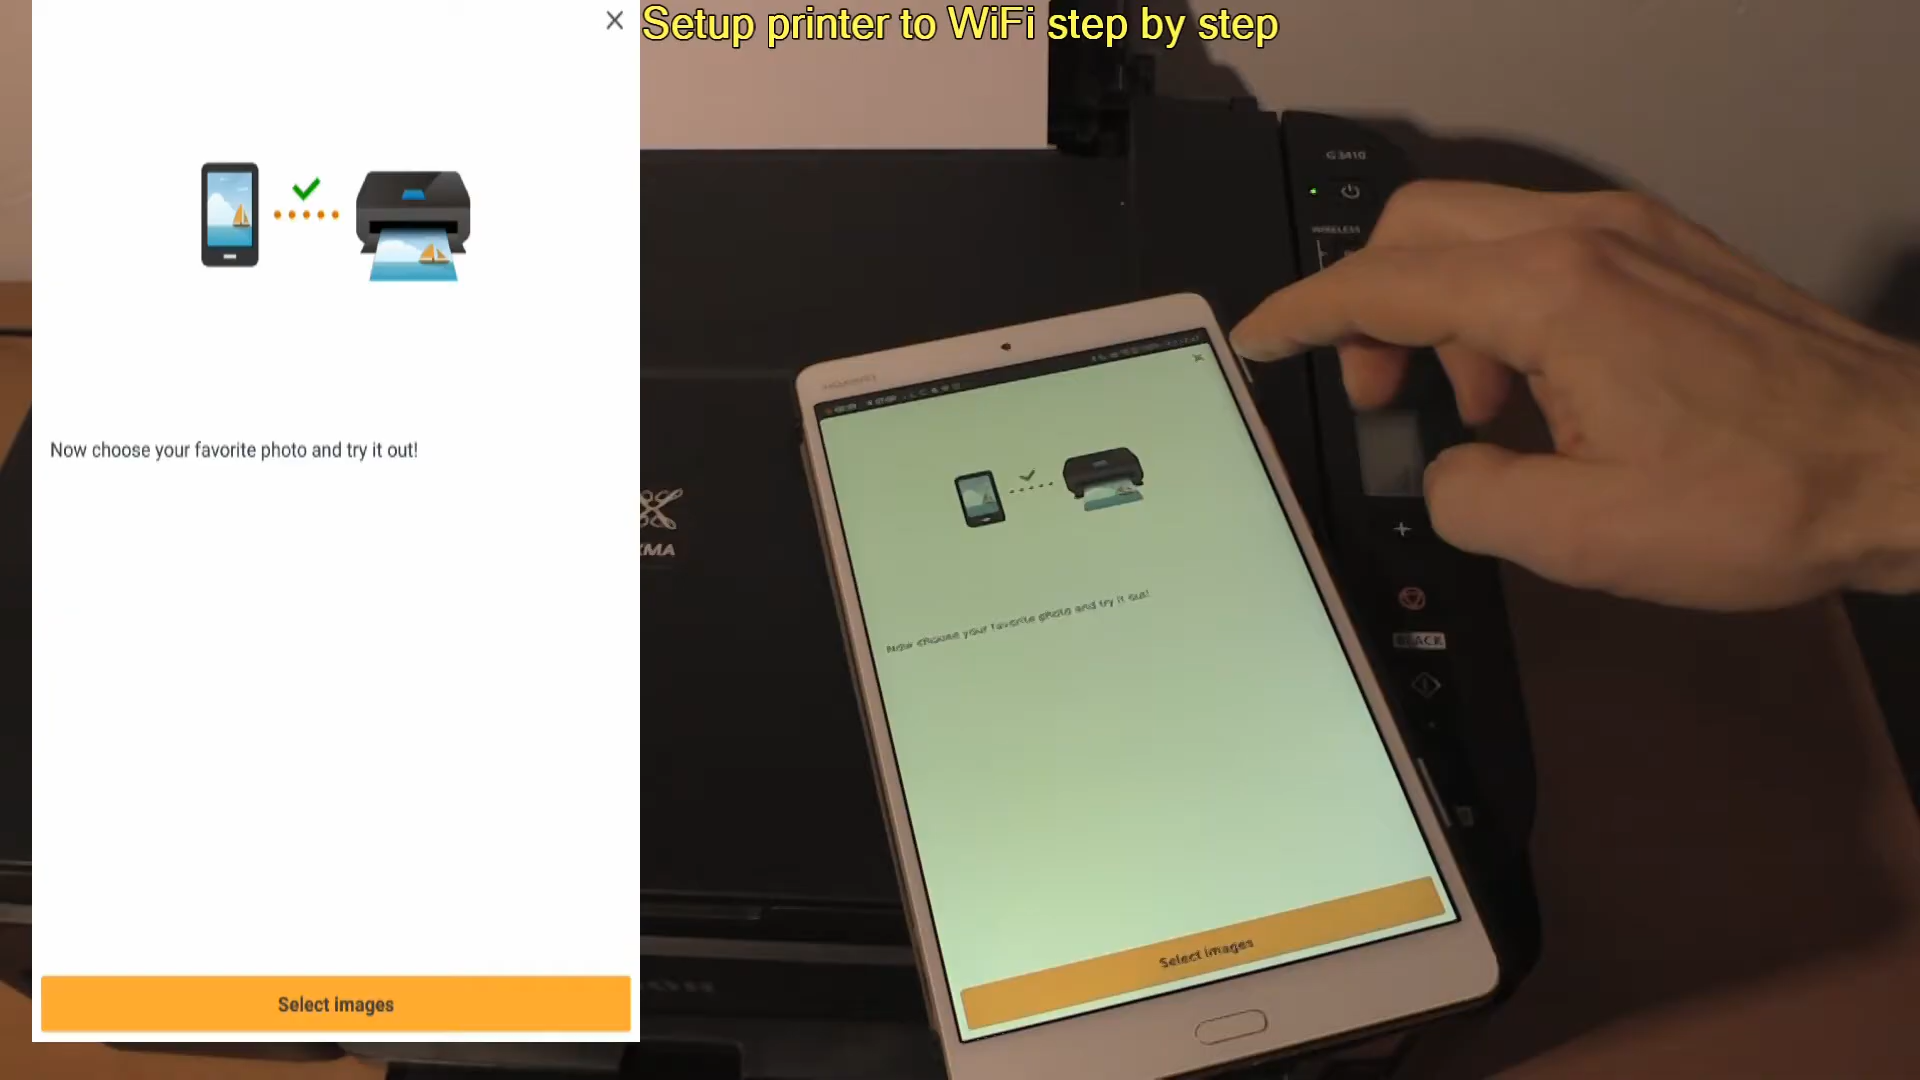 Setup printer to WiFi step by step
Now choose your favorite photo and try it out!
Select images
G3410
WIRELESS
XMA
Now choose your favorite photo and try it out!
BLACK
Select images